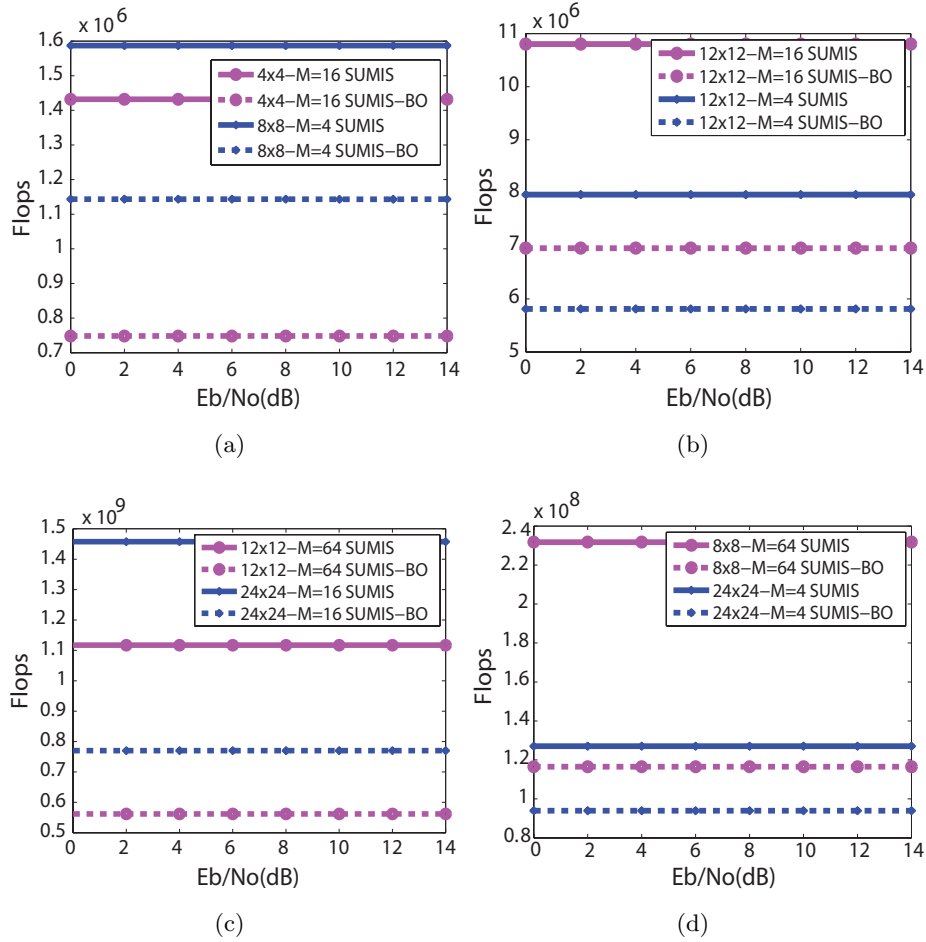 x 10^6
1.6
1.5
1.4
1.3
1.2
1.1
1
0.9
0.8
0.7
Flops
4x4−M=16 SUMIS
4x4−M=16 SUMIS−BO
8x8−M=4 SUMIS
8x8−M=4 SUMIS−BO
0 2 4 6 8 10 12 14
Eb/No(dB)
(a)
x 10^6
11
10
9
8
7
6
5
Flops
12x12−M=16 SUMIS
12x12−M=16 SUMIS−BO
12x12−M=4 SUMIS
12x12−M=4 SUMIS−BO
0 2 4 6 8 10 12 14
Eb/No(dB)
(b)
x 10^9
1.5
1.4
1.3
1.2
1.1
1
0.9
0.8
0.7
0.6
0.5
Flops
12x12−M=64 SUMIS
12x12−M=64 SUMIS−BO
24x24−M=16 SUMIS
24x24−M=16 SUMIS−BO
0 2 4 6 8 10 12 14
Eb/No(dB)
(c)
x 10^8
2.4
2.2
2
1.8
1.6
1.4
1.2
1
0.8
Flops
8x8−M=64 SUMIS
8x8−M=64 SUMIS−BO
24x24−M=4 SUMIS
24x24−M=4 SUMIS−BO
0 2 4 6 8 10 12 14
Eb/No(dB)
(d)